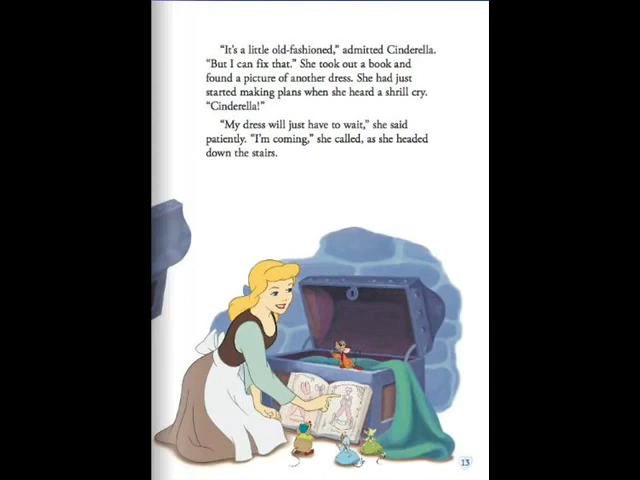 “It’s a little old-fashioned,” admitted Cinderella.
“But I can fix that.” She took out a book and
found a picture of another dress. She had just
started making plans when she heard a shrill cry.
“Cinderella!”
“My dress will just have to wait,” she said
patiently. “I’m coming,” she called, as she headed
down the stairs.
13